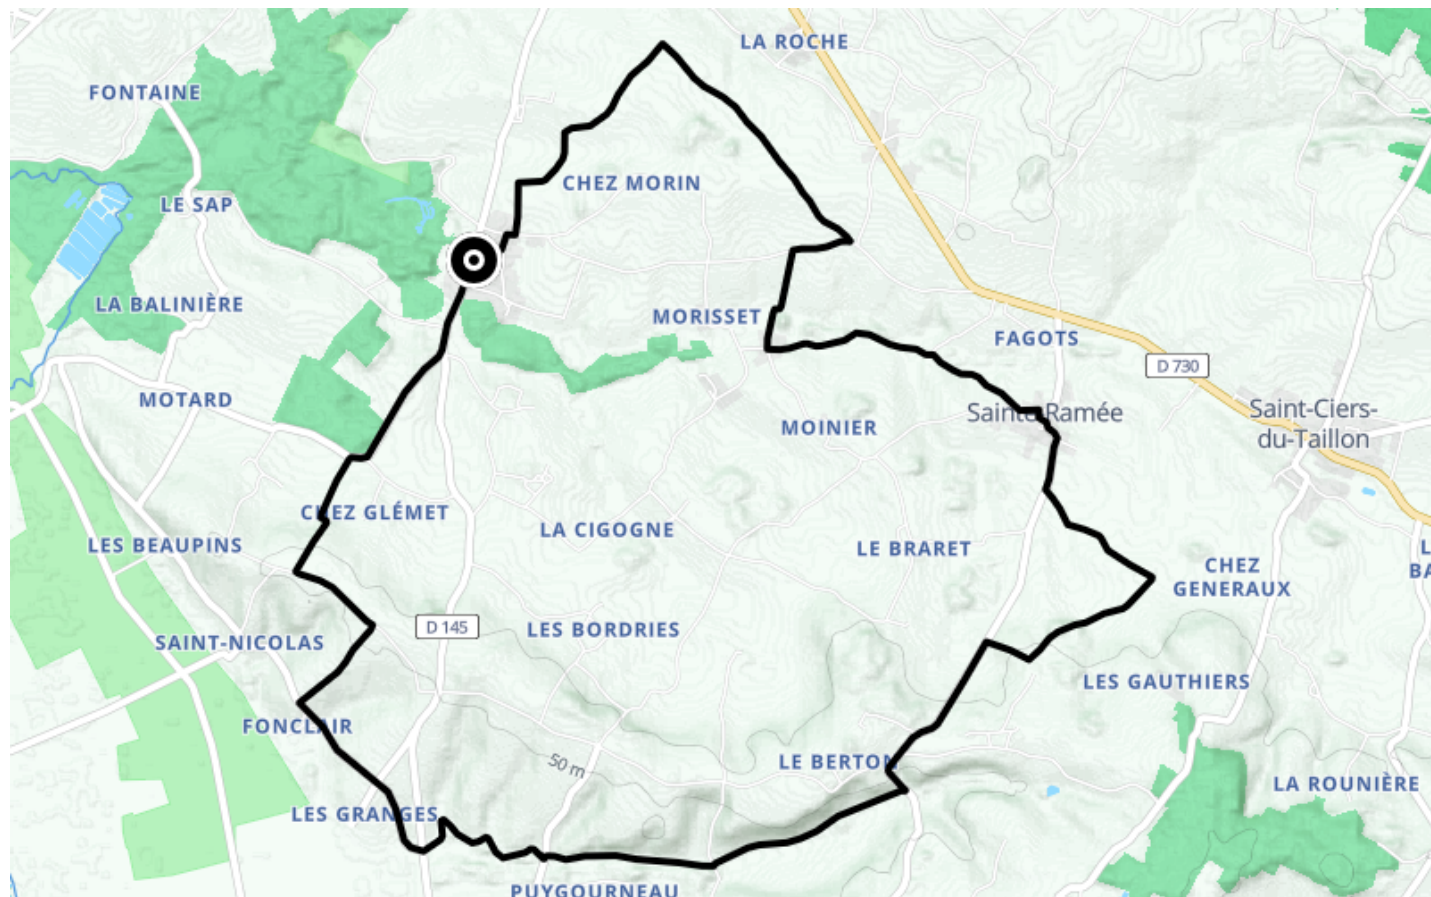 LA ROCHE
FONTAINE
CHEZ MORIN
LE SAP
LA BALINIÈRE
MORISSET
FAGOTS
D 730
MOTARD
Sainte-Ramée
Saint-Ciers-
du-Taillon
MOINIER
CHEZ GLÉMET
LA CIGOGNE
LES BEAUPINS
LE BRARET
L
BA
CHEZ
GENERAUX
D 145
LES BORDRIES
SAINT-NICOLAS
LES GAUTHIERS
FONCLAIR
50 m
LE BERTON
LA ROUNIÈRE
LES GRANGES
PUYGOURNEAU